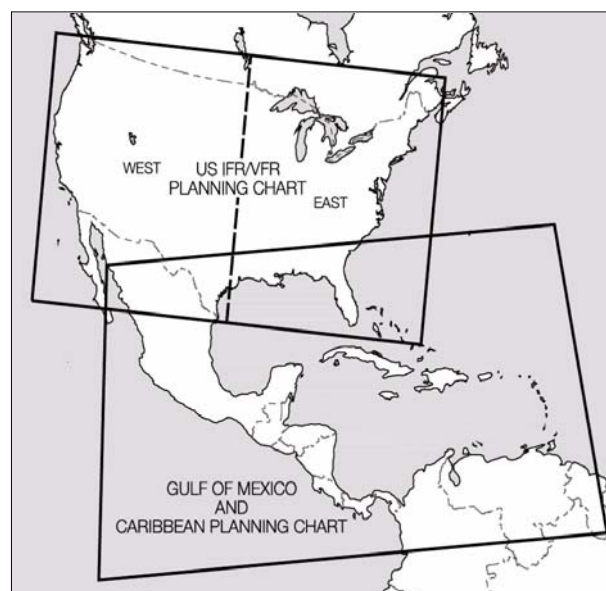 WEST
US IFR/VFR
PLANNING CHART
EAST
GULF OF MEXICO
AND
CARIBBEAN PLANNING CHART